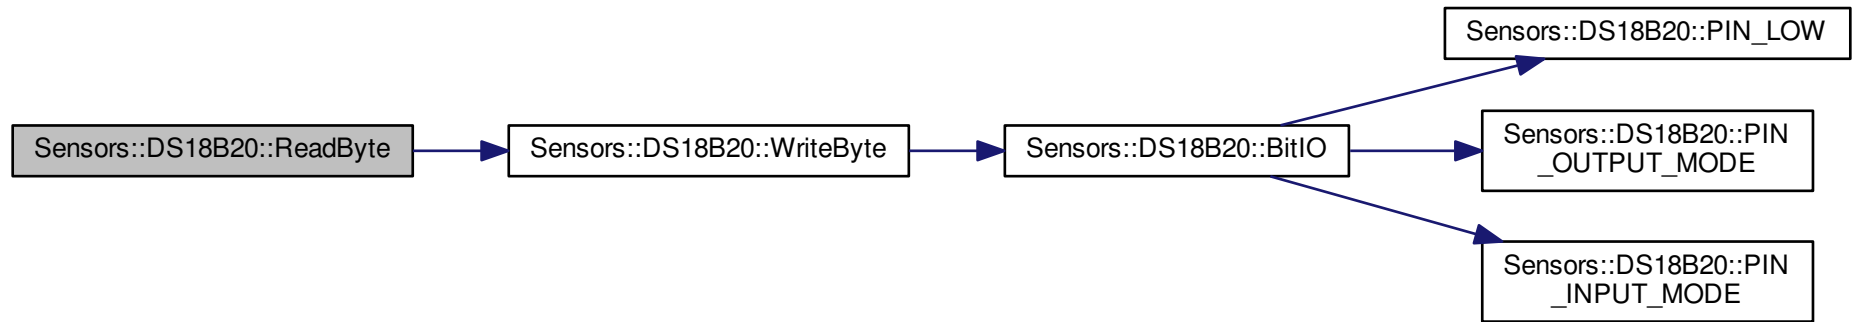 Sensors::DS18B20::ReadByte
Sensors::DS18B20::WriteByte
Sensors::DS18B20::BitIO
Sensors::DS18B20::PIN_LOW
Sensors::DS18B20::PIN
_OUTPUT_MODE
Sensors::DS18B20::PIN
_INPUT_MODE